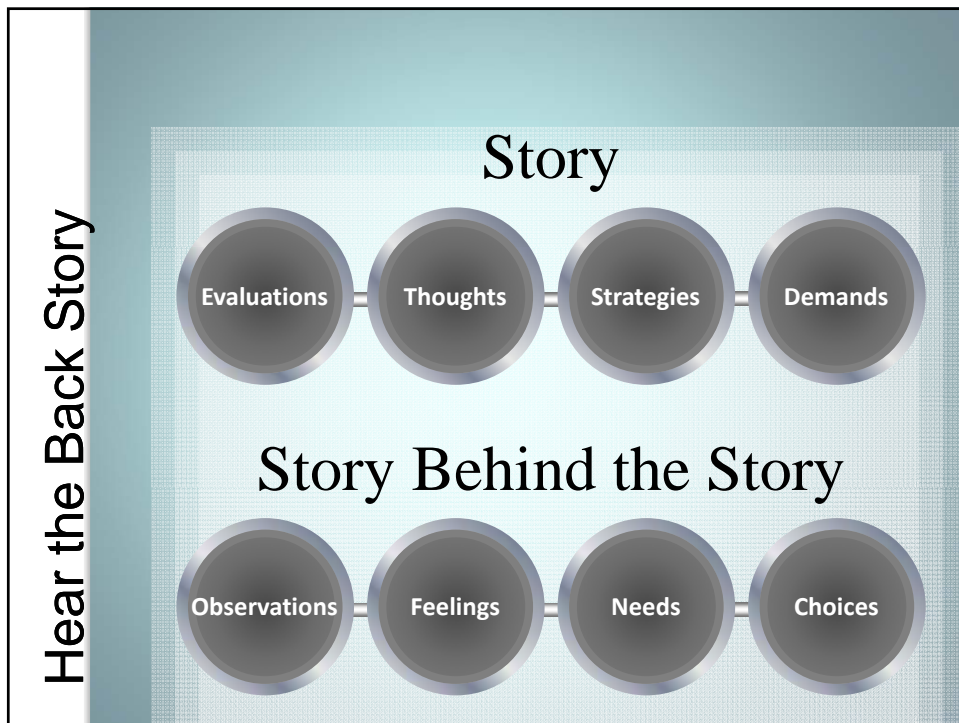 Hear the Back Story
Story
Evaluations
Thoughts
Strategies
Demands
Story Behind the Story
Observations
Feelings
Needs
Choices